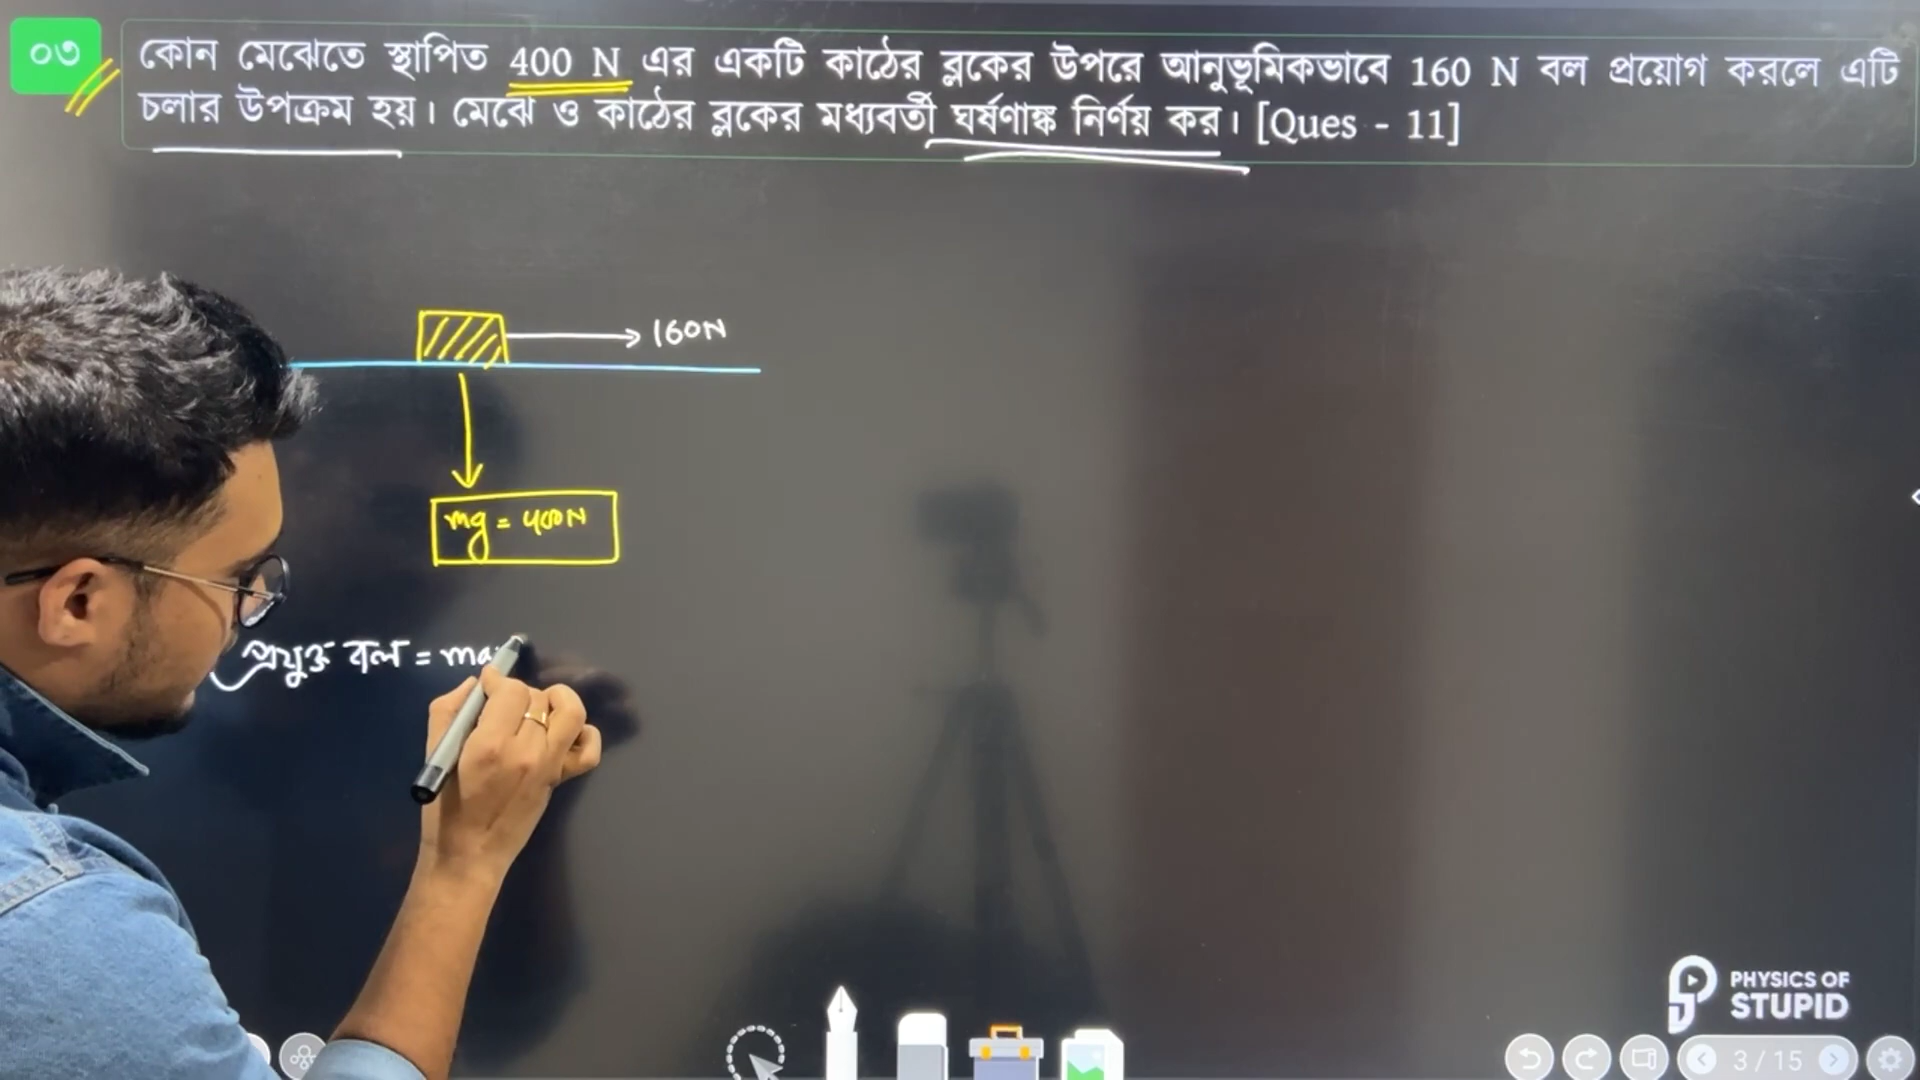 ০৩
কোন মেঝেতে স্থাপিত 400 N এর একটি কাঠের ব্লকের উপরে আনুভূমিকভাবে 160 N বল প্রয়োগ করলে এটি
চলার উপক্রম হয়। মেঝে ও কাঠের ব্লকের মধ্যবর্তী ঘর্ষণাঙ্ক নির্ণয় কর। [Ques - 11]
160N
mg = 400N
প্রযুক্ত বল = ma
PHYSICS OF
STUPID
3 / 15